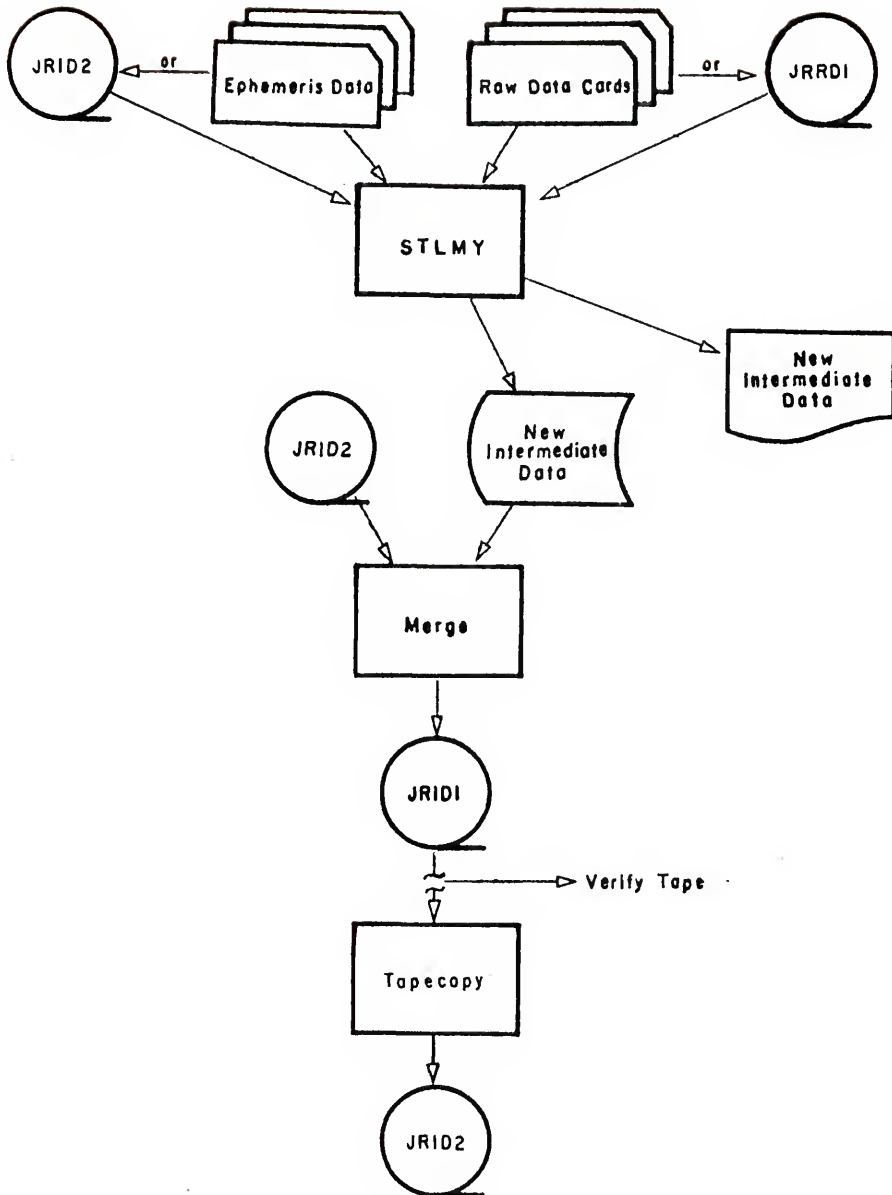 JRID2
or
Ephemeris Data
Raw Data Cards
or
JRRD1
STLMY
New
Intermediate
Data
JRID2
New
Intermediate
Data
Merge
JRID1
Verify Tape
Tapecopy
JRID2